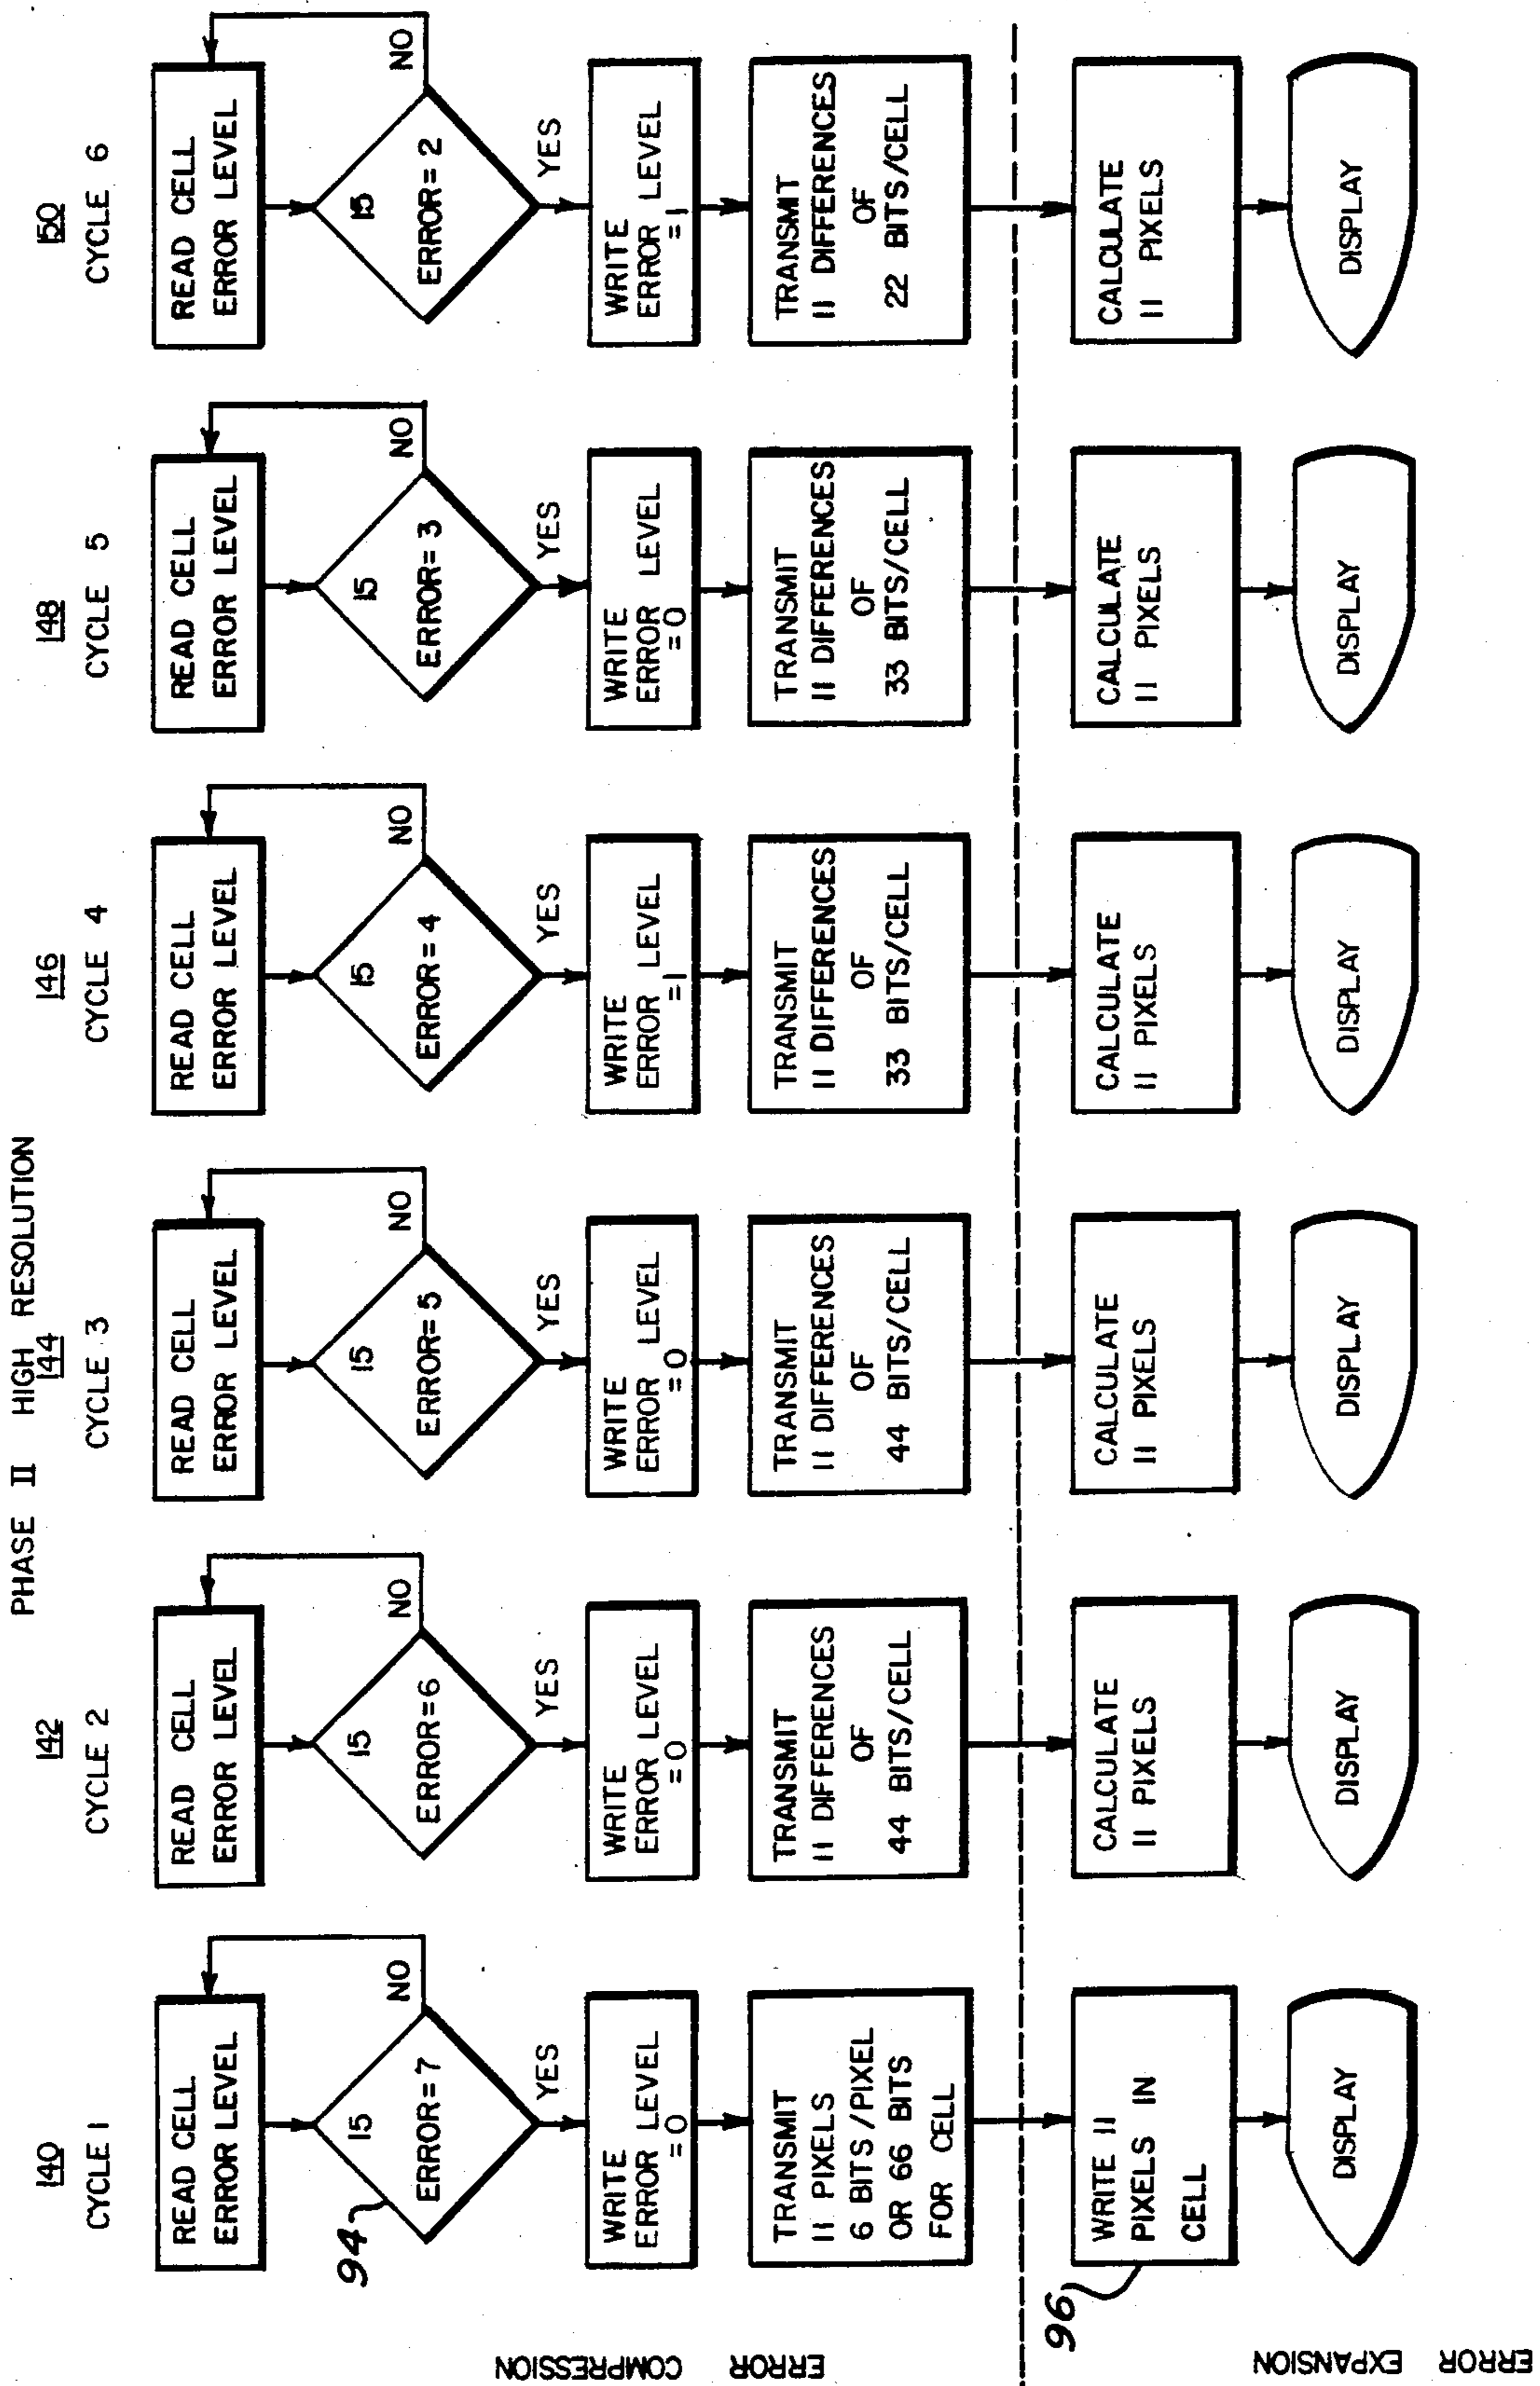 PHASE II HIGH RESOLUTION
140
CYCLE 1
READ CELL
ERROR LEVEL
94
IS
ERROR=7
NO
YES
WRITE
ERROR LEVEL
=0
TRANSMIT
11 PIXELS
6 BITS/PIXEL
OR 66 BITS
FOR CELL
96
WRITE 11
PIXELS IN
CELL
DISPLAY
142
CYCLE 2
READ CELL
ERROR LEVEL
IS
ERROR=6
NO
YES
WRITE
ERROR LEVEL
=0
TRANSMIT
11 DIFFERENCES
OF
44 BITS/CELL
CALCULATE
11 PIXELS
DISPLAY
144
CYCLE 3
READ CELL
ERROR LEVEL
IS
ERROR=5
NO
YES
WRITE
ERROR LEVEL
=0
TRANSMIT
11 DIFFERENCES
OF
44 BITS/CELL
CALCULATE
11 PIXELS
DISPLAY
146
CYCLE 4
READ CELL
ERROR LEVEL
IS
ERROR=4
NO
YES
WRITE
ERROR LEVEL
=1
TRANSMIT
11 DIFFERENCES
OF
33 BITS/CELL
CALCULATE
11 PIXELS
DISPLAY
148
CYCLE 5
READ CELL
ERROR LEVEL
IS
ERROR=3
NO
YES
WRITE
ERROR LEVEL
=0
TRANSMIT
11 DIFFERENCES
OF
33 BITS/CELL
CALCULATE
11 PIXELS
DISPLAY
150
CYCLE 6
READ CELL
ERROR LEVEL
IS
ERROR=2
NO
YES
WRITE
ERROR LEVEL
=1
TRANSMIT
11 DIFFERENCES
OF
22 BITS/CELL
CALCULATE
11 PIXELS
DISPLAY
ERROR COMPRESSION
ERROR EXPANSION